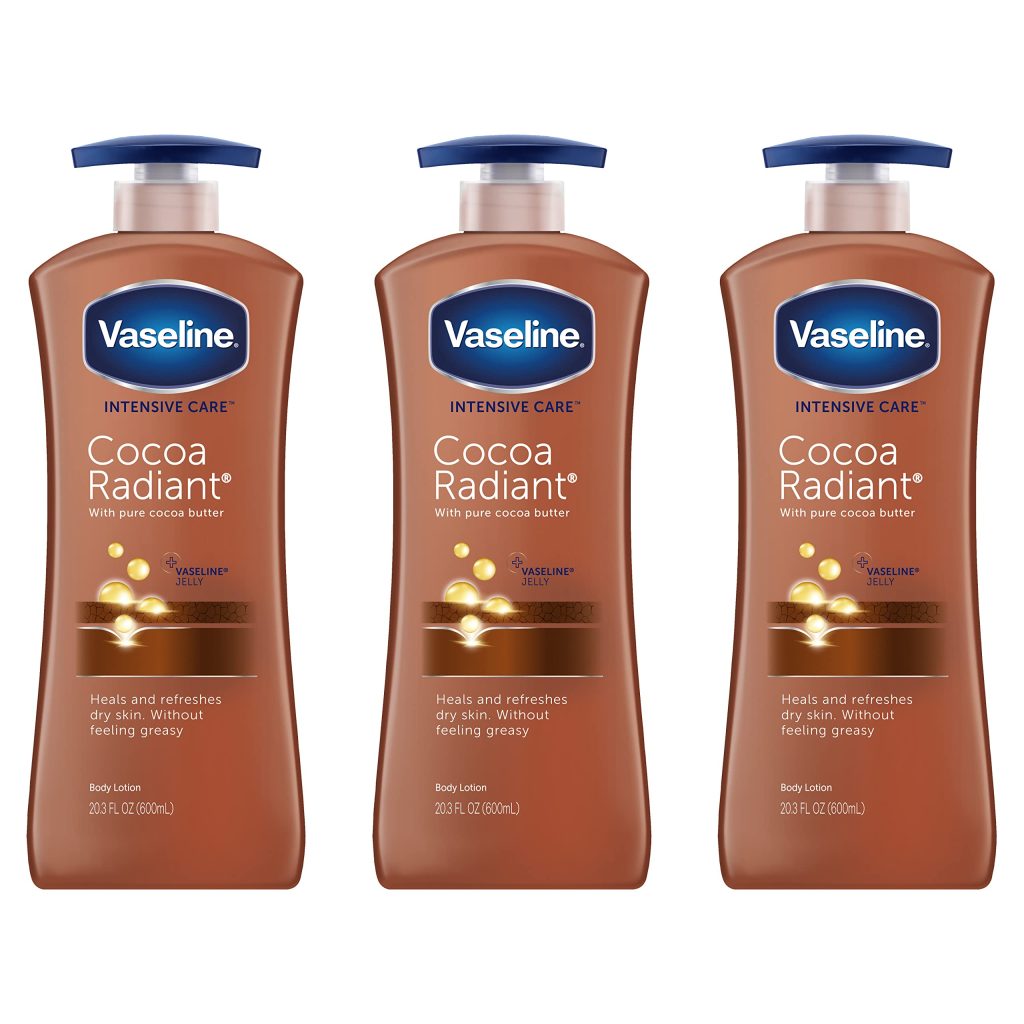 Vaseline®
INTENSIVE CARE™
Cocoa
Radiant®
With pure cocoa butter
VASELINE®
JELLY
Heals and refreshes
dry skin. Without
feeling greasy
Body Lotion
20.3 FL OZ (600mL)
Vaseline®
INTENSIVE CARE™
Cocoa
Radiant®
With pure cocoa butter
VASELINE®
JELLY
Heals and refreshes
dry skin. Without
feeling greasy
Body Lotion
20.3 FL OZ (600mL)
Vaseline®
INTENSIVE CARE™
Cocoa
Radiant®
With pure cocoa butter
VASELINE®
JELLY
Heals and refreshes
dry skin. Without
feeling greasy
Body Lotion
20.3 FL OZ (600mL)